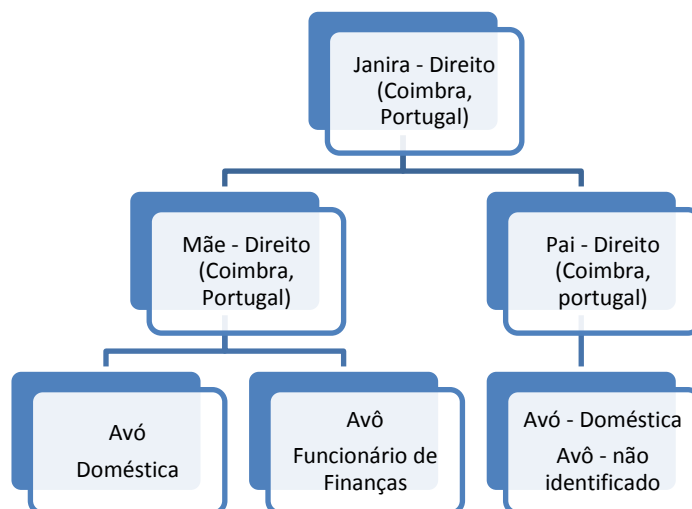 Janira - Direito
(Coimbra,
Portugal)
Mãe - Direito
(Coimbra,
Portugal)
Pai - Direito
(Coimbra,
portugal)
Avó
Doméstica
Avô
Funcionário de
Finanças
Avó - Doméstica
Avô - não
identificado